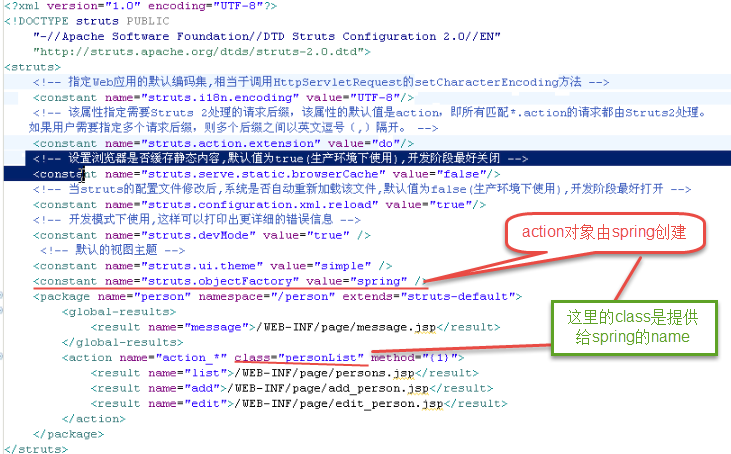 <?xml version="1.0" encoding="UTF-8"?>
<!DOCTYPE struts PUBLIC
"-//Apache Software Foundation//DTD Struts Configuration 2.0//EN"
"http://struts.apache.org/dtds/struts-2.0.dtd">
<struts>
<!-- 指定Web应用的默认编码集,相当于调用HttpServletRequest的setCharacterEncoding方法 -->
<constant name="struts.i18n.encoding" value="UTF-8"/>
<!-- 该属性指定需要Struts 2处理的请求后缀，该属性的默认值是action，即所有匹配*.action的请求都由Struts2处理。
如果用户需要指定多个请求后缀，则多个后缀之间以英文逗号（,）隔开。 -->
<constant name="struts.action.extension" value="do"/>
<!-- 设置浏览器是否缓存静态内容,默认值为true(生产环境下使用),开发阶段最好关闭 -->
<constant name="struts.serve.static.browserCache" value="false"/>
<!-- 当struts的配置文件修改后,系统是否自动重新加载该文件,默认值为false(生产环境下使用),开发阶段最好打开 -->
<constant name="struts.configuration.xml.reload" value="true"/>
<!-- 开发模式下使用,这样可以打印出更详细的错误信息 -->
<constant name="struts.devMode" value="true" />
<!-- 默认的视图主题 -->
<constant name="struts.ui.theme" value="simple" />
<constant name="struts.objectFactory" value="spring" />
action对象由spring创建
<package name="person" namespace="/person" extends="struts-default">
<global-results>
<result name="message">/WEB-INF/page/message.jsp</result>
</global-results>
<action name="action_*" class="personList" method="{1}">
这里的class是提供
给spring的name
<result name="list">/WEB-INF/page/persons.jsp</result>
<result name="add">/WEB-INF/page/add_person.jsp</result>
<result name="edit">/WEB-INF/page/edit_person.jsp</result>
</action>
</package>
</struts>